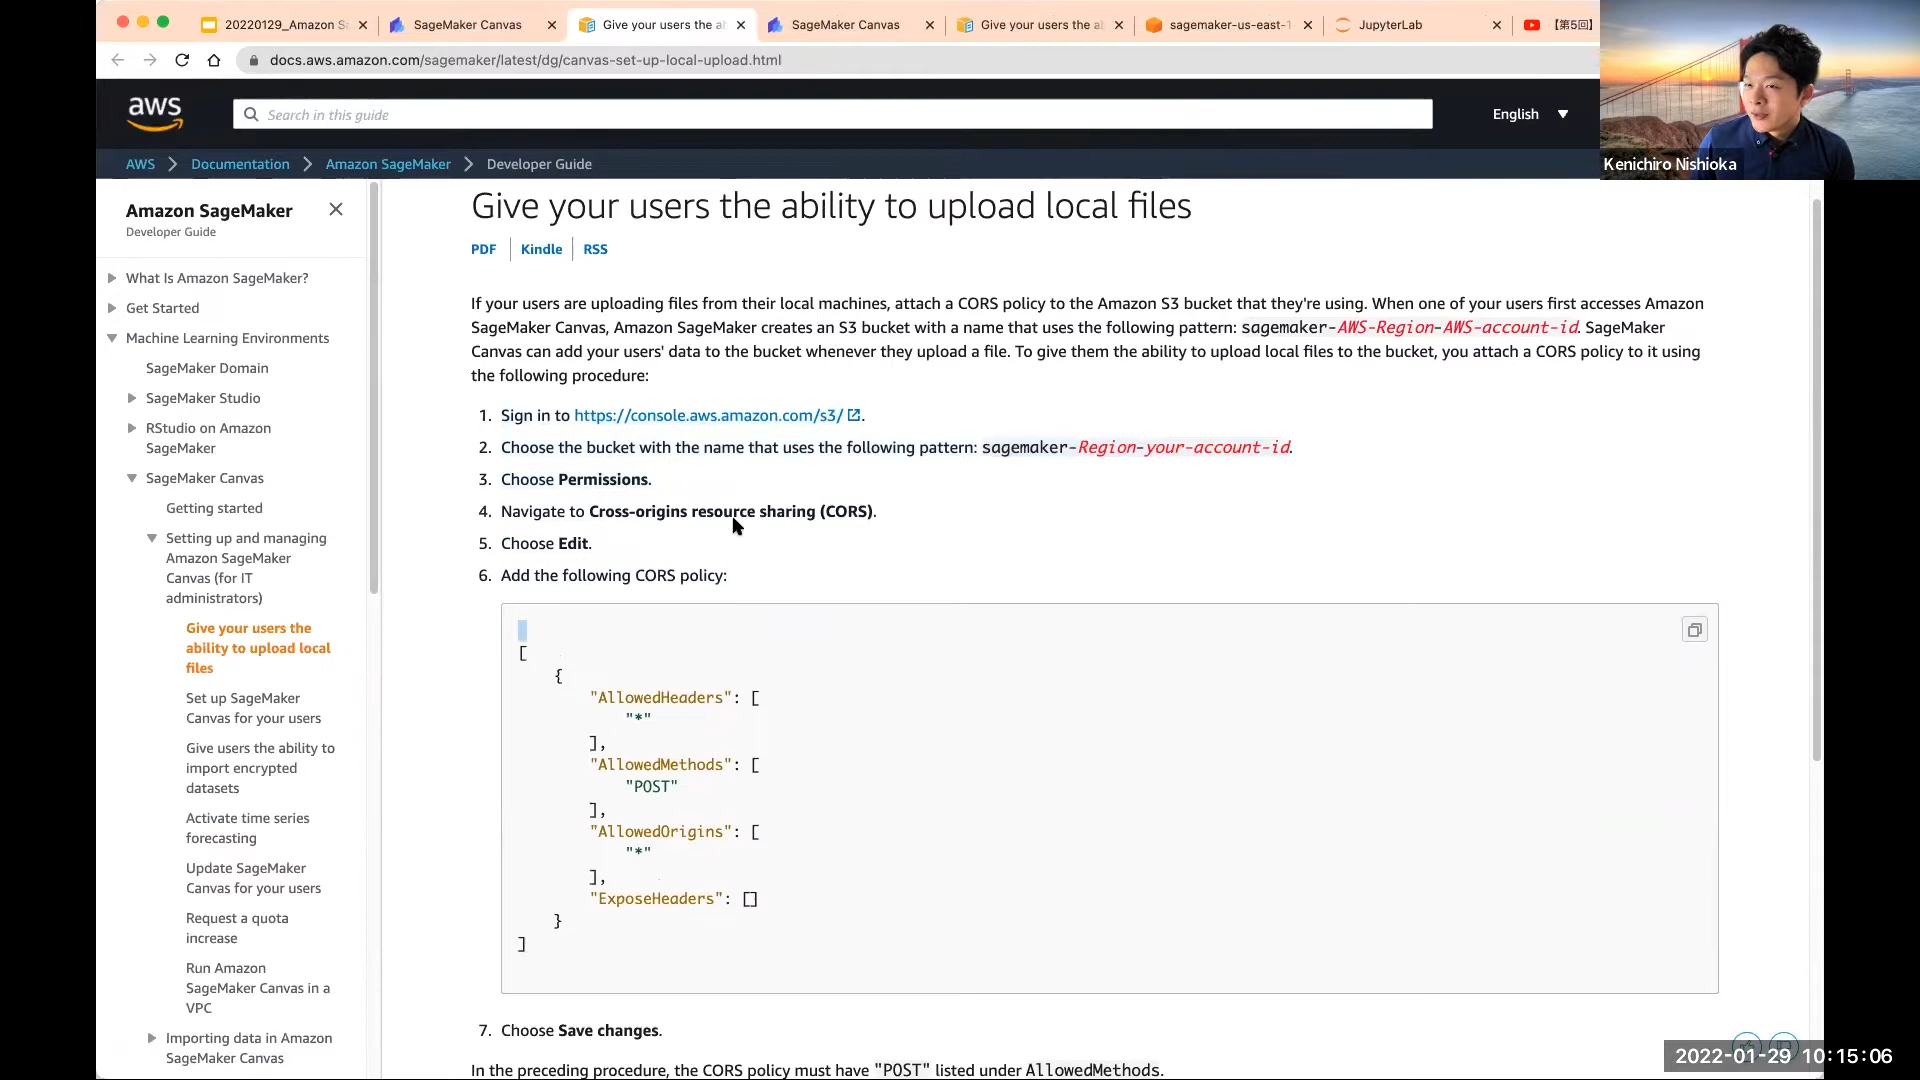 20220129_Amazon S
SageMaker Canvas
Give your users the a
SageMaker Canvas
Give your users the a
sagemaker-us-east-1
JupyterLab
【第5回】
docs.aws.amazon.com/sagemaker/latest/dg/canvas-set-up-local-upload.html
aws
Search in this guide
English
Kenichiro Nishioka
AWS
Documentation
Amazon SageMaker
Developer Guide
Amazon SageMaker
Developer Guide
What Is Amazon SageMaker?
Get Started
Machine Learning Environments
SageMaker Domain
SageMaker Studio
RStudio on Amazon
SageMaker
SageMaker Canvas
Getting started
Setting up and managing
Amazon SageMaker
Canvas (for IT
administrators)
Give your users the
ability to upload local
files
Set up SageMaker
Canvas for your users
Give users the ability to
import encrypted
datasets
Activate time series
forecasting
Update SageMaker
Canvas for your users
Request a quota
increase
Run Amazon
SageMaker Canvas in a
VPC
Importing data in Amazon
SageMaker Canvas
Give your users the ability to upload local files
PDF
Kindle
RSS
If your users are uploading files from their local machines, attach a CORS policy to the Amazon S3 bucket that they're using. When one of your users first accesses Amazon
SageMaker Canvas, Amazon SageMaker creates an S3 bucket with a name that uses the following pattern: sagemaker-AWS-Region-AWS-account-id. SageMaker
Canvas can add your users' data to the bucket whenever they upload a file. To give them the ability to upload local files to the bucket, you attach a CORS policy to it using
the following procedure:
1. Sign in to https://console.aws.amazon.com/s3/.
2. Choose the bucket with the name that uses the following pattern: sagemaker-Region-your-account-id.
3. Choose Permissions.
4. Navigate to Cross-origins resource sharing (CORS).
5. Choose Edit.
6. Add the following CORS policy:
[
{
"AllowedHeaders": [
"*"
],
"AllowedMethods": [
"POST"
],
"AllowedOrigins": [
"*"
],
"ExposeHeaders": []
}
]
7. Choose Save changes.
In the preceding procedure, the CORS policy must have "POST" listed under AllowedMethods.
2022-01-29 10:15:06